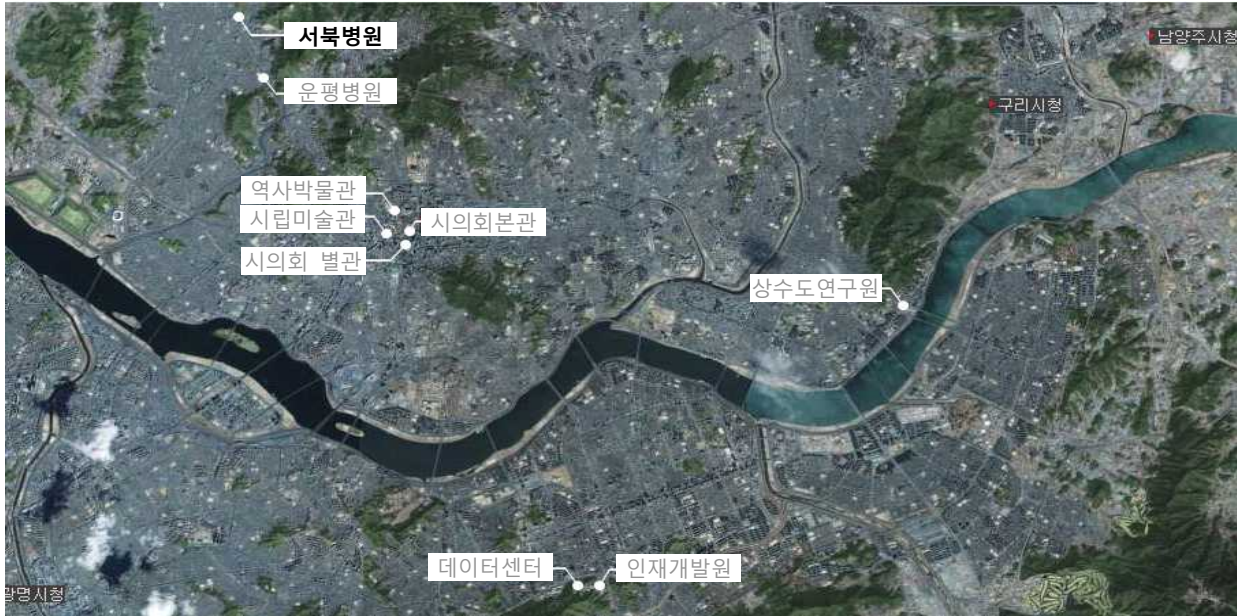 서북병원
남양주시청
운평병원
구리시청
역사박물관
시립미술관
시의회본관
시의회 별관
상수도연구원
데이터센터
인재개발원
광명시청